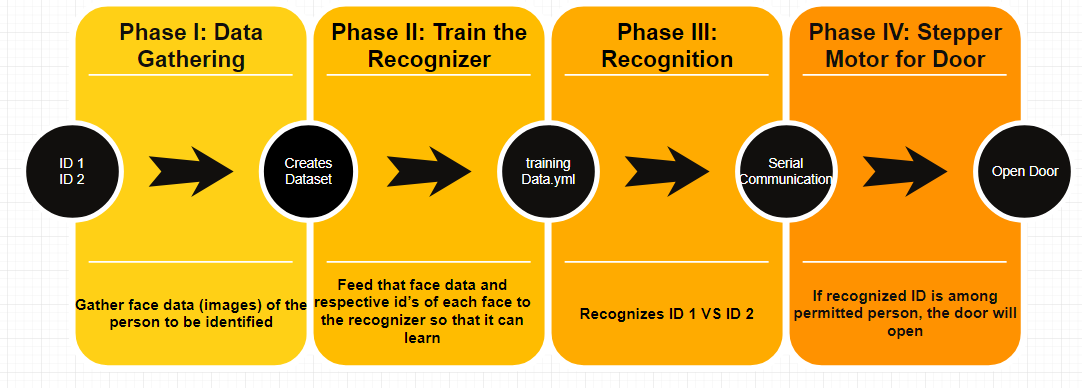 Phase I: Data
Gathering
Phase II: Train the
Recognizer
Phase III:
Recognition
Phase IV: Stepper
Motor for Door
ID 1
ID 2
Creates
Dataset
training
Data.yml
Serial
Communication
Open Door
Gather face data (images) of the
person to be identified
Feed that face data and
respective id’s of each face to
the recognizer so that it can
learn
Recognizes ID 1 VS ID 2
If recognized ID is among
permitted person, the door will
open